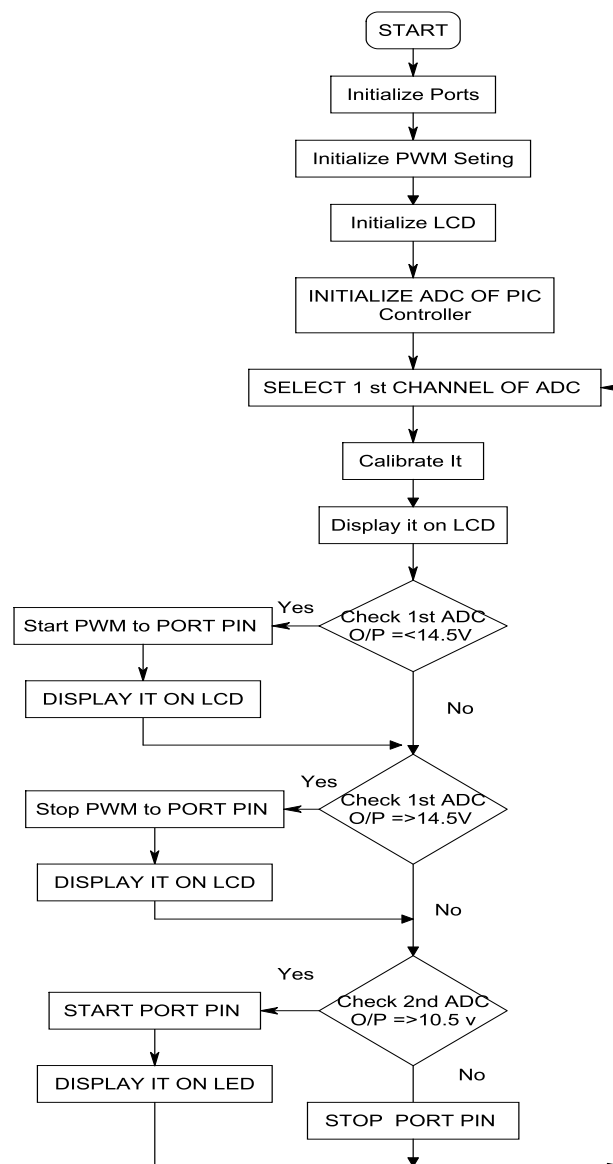 START
Initialize Ports
Initialize PWM Seting
Initialize LCD
INITIALIZE ADC OF PIC
Controller
SELECT 1 st CHANNEL OF ADC
Calibrate It
Display it on LCD
Check 1st ADC
O/P =<14.5V
Yes
Start PWM to PORT PIN
DISPLAY IT ON LCD
No
Check 1st ADC
O/P =>14.5V
Yes
Stop PWM to PORT PIN
DISPLAY IT ON LCD
No
Check 2nd ADC
O/P =>10.5 v
Yes
START PORT PIN
DISPLAY IT ON LED
No
STOP PORT PIN